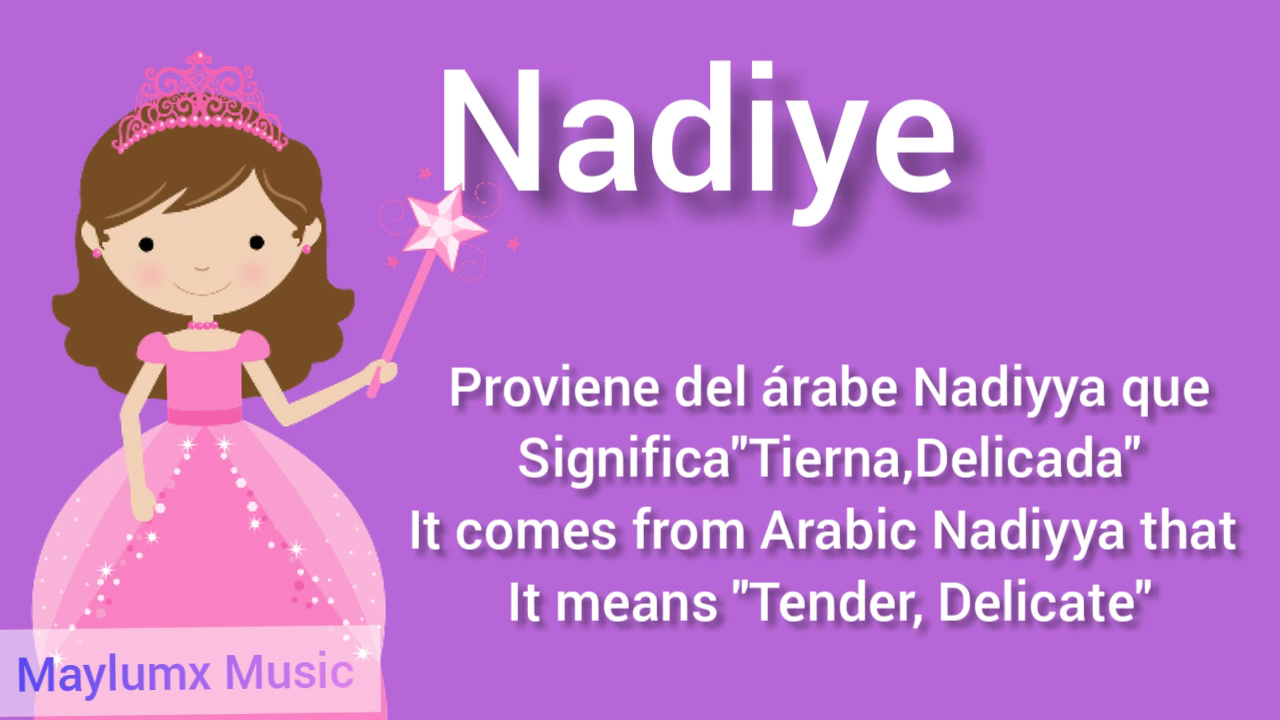 Nadiye
Proviene del árabe Nadiyya que
Significa"Tierna,Delicada"
It comes from Arabic Nadiyya that
It means "Tender, Delicate"
Maylumx Music